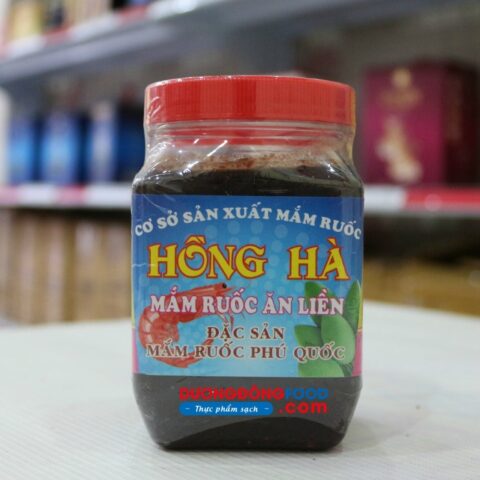 CƠ SỞ SẢN XUẤT MẮM RUỐC
HỒNG HÀ
MẮM RUỐC ĂN LIỀN
ĐẶC SẢN
MẮM RƯỚC PHÚ QUỐC
DUONGDONGFOOD
- Thực phẩm sạch - .com